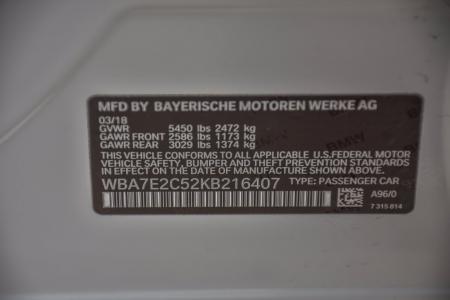 MFD BY BAYERISCHE MOTOREN WERKE AG
03/18
GVWR 5450 lbs 2472 kg
GAWR FRONT 2586 lbs 1173 kg
GAWR REAR 3029 lbs 1374 kg
THIS VEHICLE CONFORMS TO ALL APPLICABLE U.S.FEDERAL MOTOR
VEHICLE SAFETY, BUMPER AND THEFT PREVENTION STANDARDS
IN EFFECT ON THE DATE OF MANUFACTURE SHOWN ABOVE.
WBA7E2C52KB216407 TYPE: PASSENGER CAR
A96/0
7 315 814